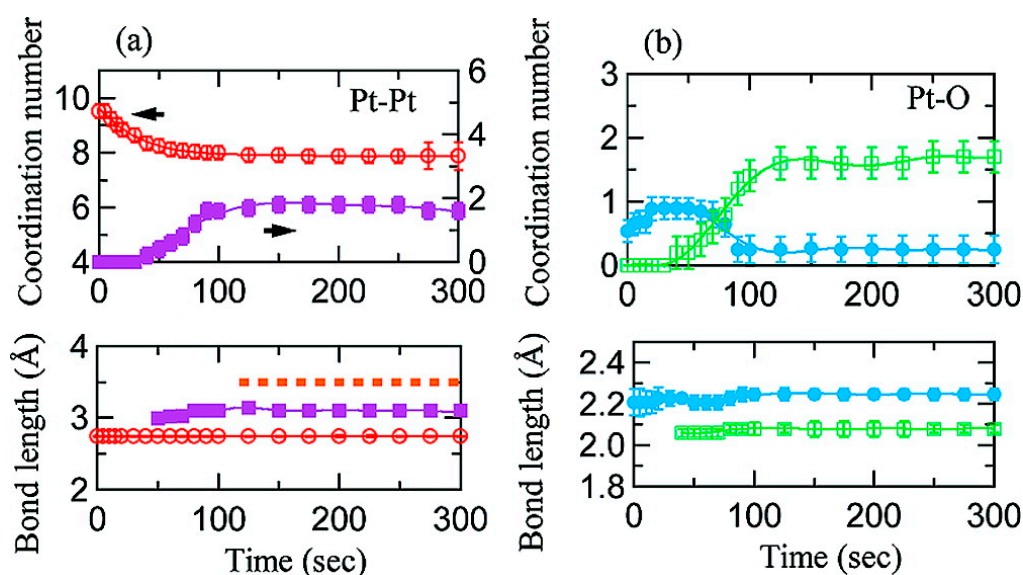 (a)
(b)
Coordination number
10
8
6
4
6
4
2
0
Pt-Pt
0 100 200 300
Coordination number
3
2
1
0
Pt-O
0 100 200 300
Bond length (Å)
4
3
2
0 100 200 300
Time (sec)
Bond length (Å)
2.4
2.2
2.0
1.8
0 100 200 300
Time (sec)